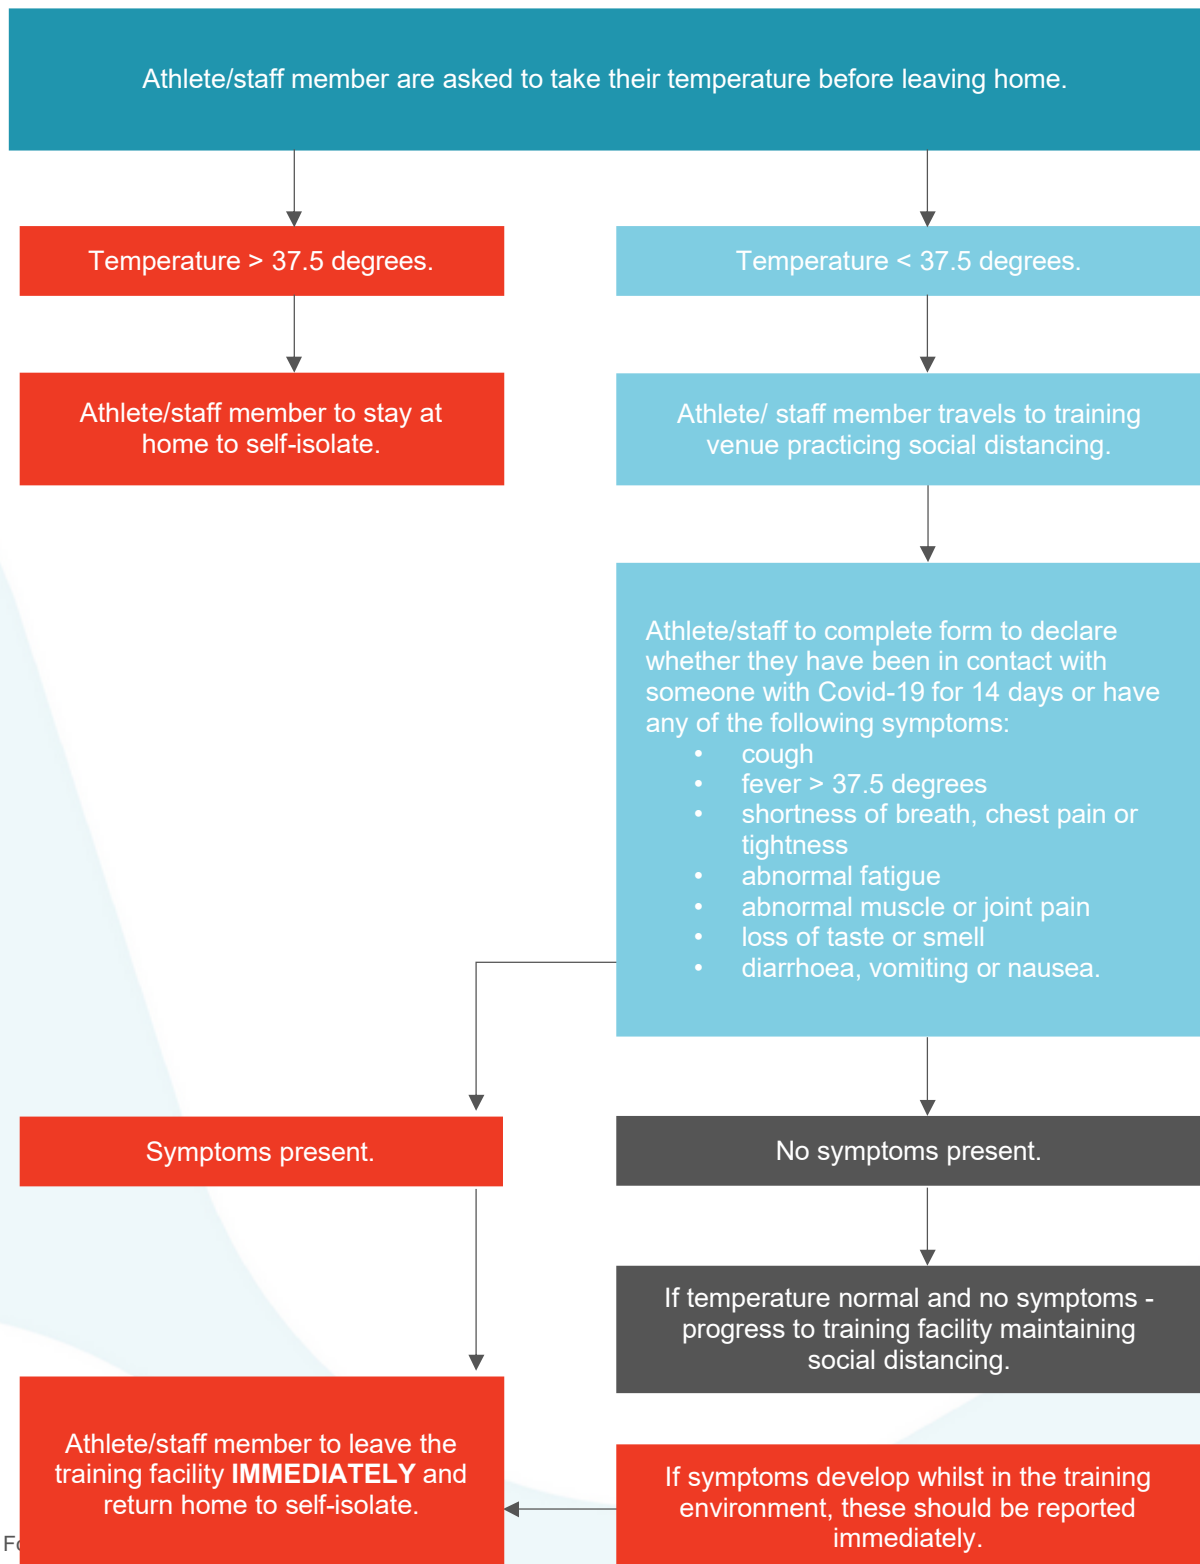 Athlete/staff member are asked to take their temperature before leaving home.
Temperature > 37.5 degrees.
Temperature < 37.5 degrees.
Athlete/staff member to stay at
home to self-isolate.
Athlete/ staff member travels to training
venue practicing social distancing.
Athlete/staff to complete form to declare
whether they have been in contact with
someone with Covid-19 for 14 days or have
any of the following symptoms:
• cough
• fever > 37.5 degrees
• shortness of breath, chest pain or
tightness
• abnormal fatigue
• abnormal muscle or joint pain
• loss of taste or smell
• diarrhoea, vomiting or nausea.
Symptoms present.
No symptoms present.
If temperature normal and no symptoms -
progress to training facility maintaining
social distancing.
Athlete/staff member to leave the
training facility IMMEDIATELY and
return home to self-isolate.
If symptoms develop whilst in the training
environment, these should be reported
immediately.